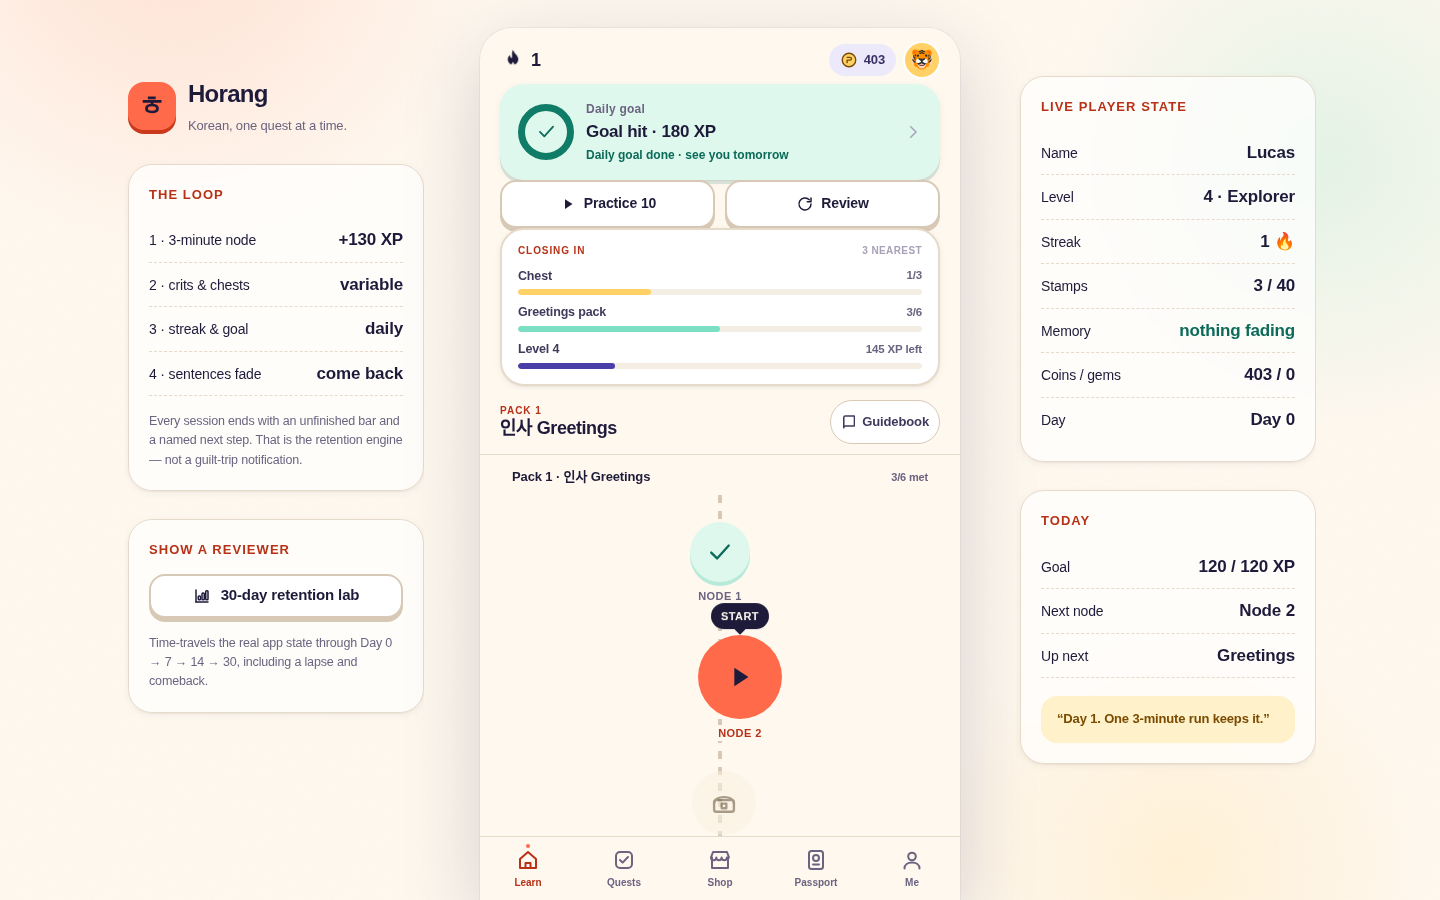 ㅎ
Horang
Korean, one quest at a time.
THE LOOP
1 · 3-minute node +130 XP
2 · crits & chests variable
3 · streak & goal daily
4 · sentences fade come back
Every session ends with an unfinished bar and
a named next step. That is the retention engine
— not a guilt-trip notification.
SHOW A REVIEWER
30-day retention lab
Time-travels the real app state through Day 0
→ 7 → 14 → 30, including a lapse and
comeback.
1 403
Daily goal
Goal hit · 180 XP
Daily goal done · see you tomorrow
Practice 10 Review
CLOSING IN 3 NEAREST
Chest 1/3
Greetings pack 3/6
Level 4 145 XP left
PACK 1
인사 Greetings Guidebook
Pack 1 · 인사 Greetings 3/6 met
NODE 1
START
NODE 2
Learn Quests Shop Passport Me
LIVE PLAYER STATE
Name Lucas
Level 4 · Explorer
Streak 1 🔥
Stamps 3 / 40
Memory nothing fading
Coins / gems 403 / 0
Day Day 0
TODAY
Goal 120 / 120 XP
Next node Node 2
Up next Greetings
“Day 1. One 3-minute run keeps it.”